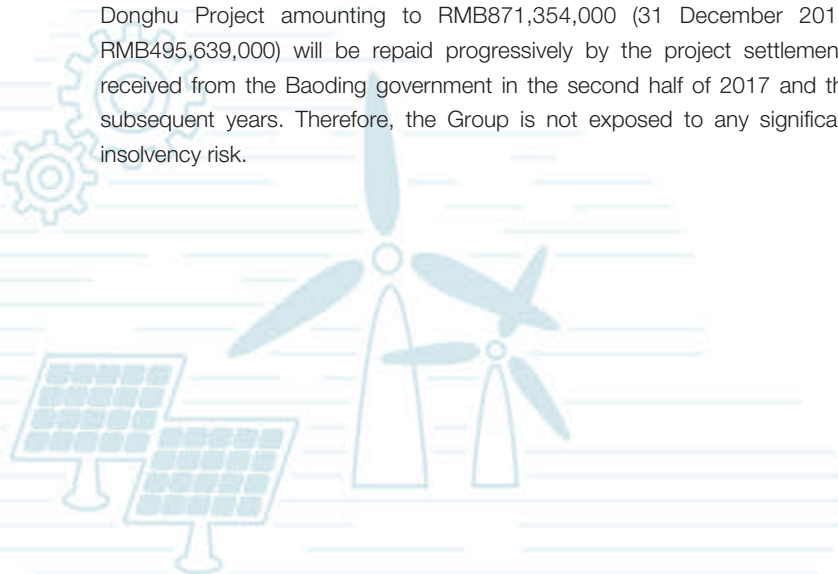 Donghu Project amounting to RMB871,354,000 (31 December 201
RMB495,639,000) will be repaid progressively by the project settlemen
received from the Baoding government in the second half of 2017 and th
subsequent years. Therefore, the Group is not exposed to any significa
insolvency risk.